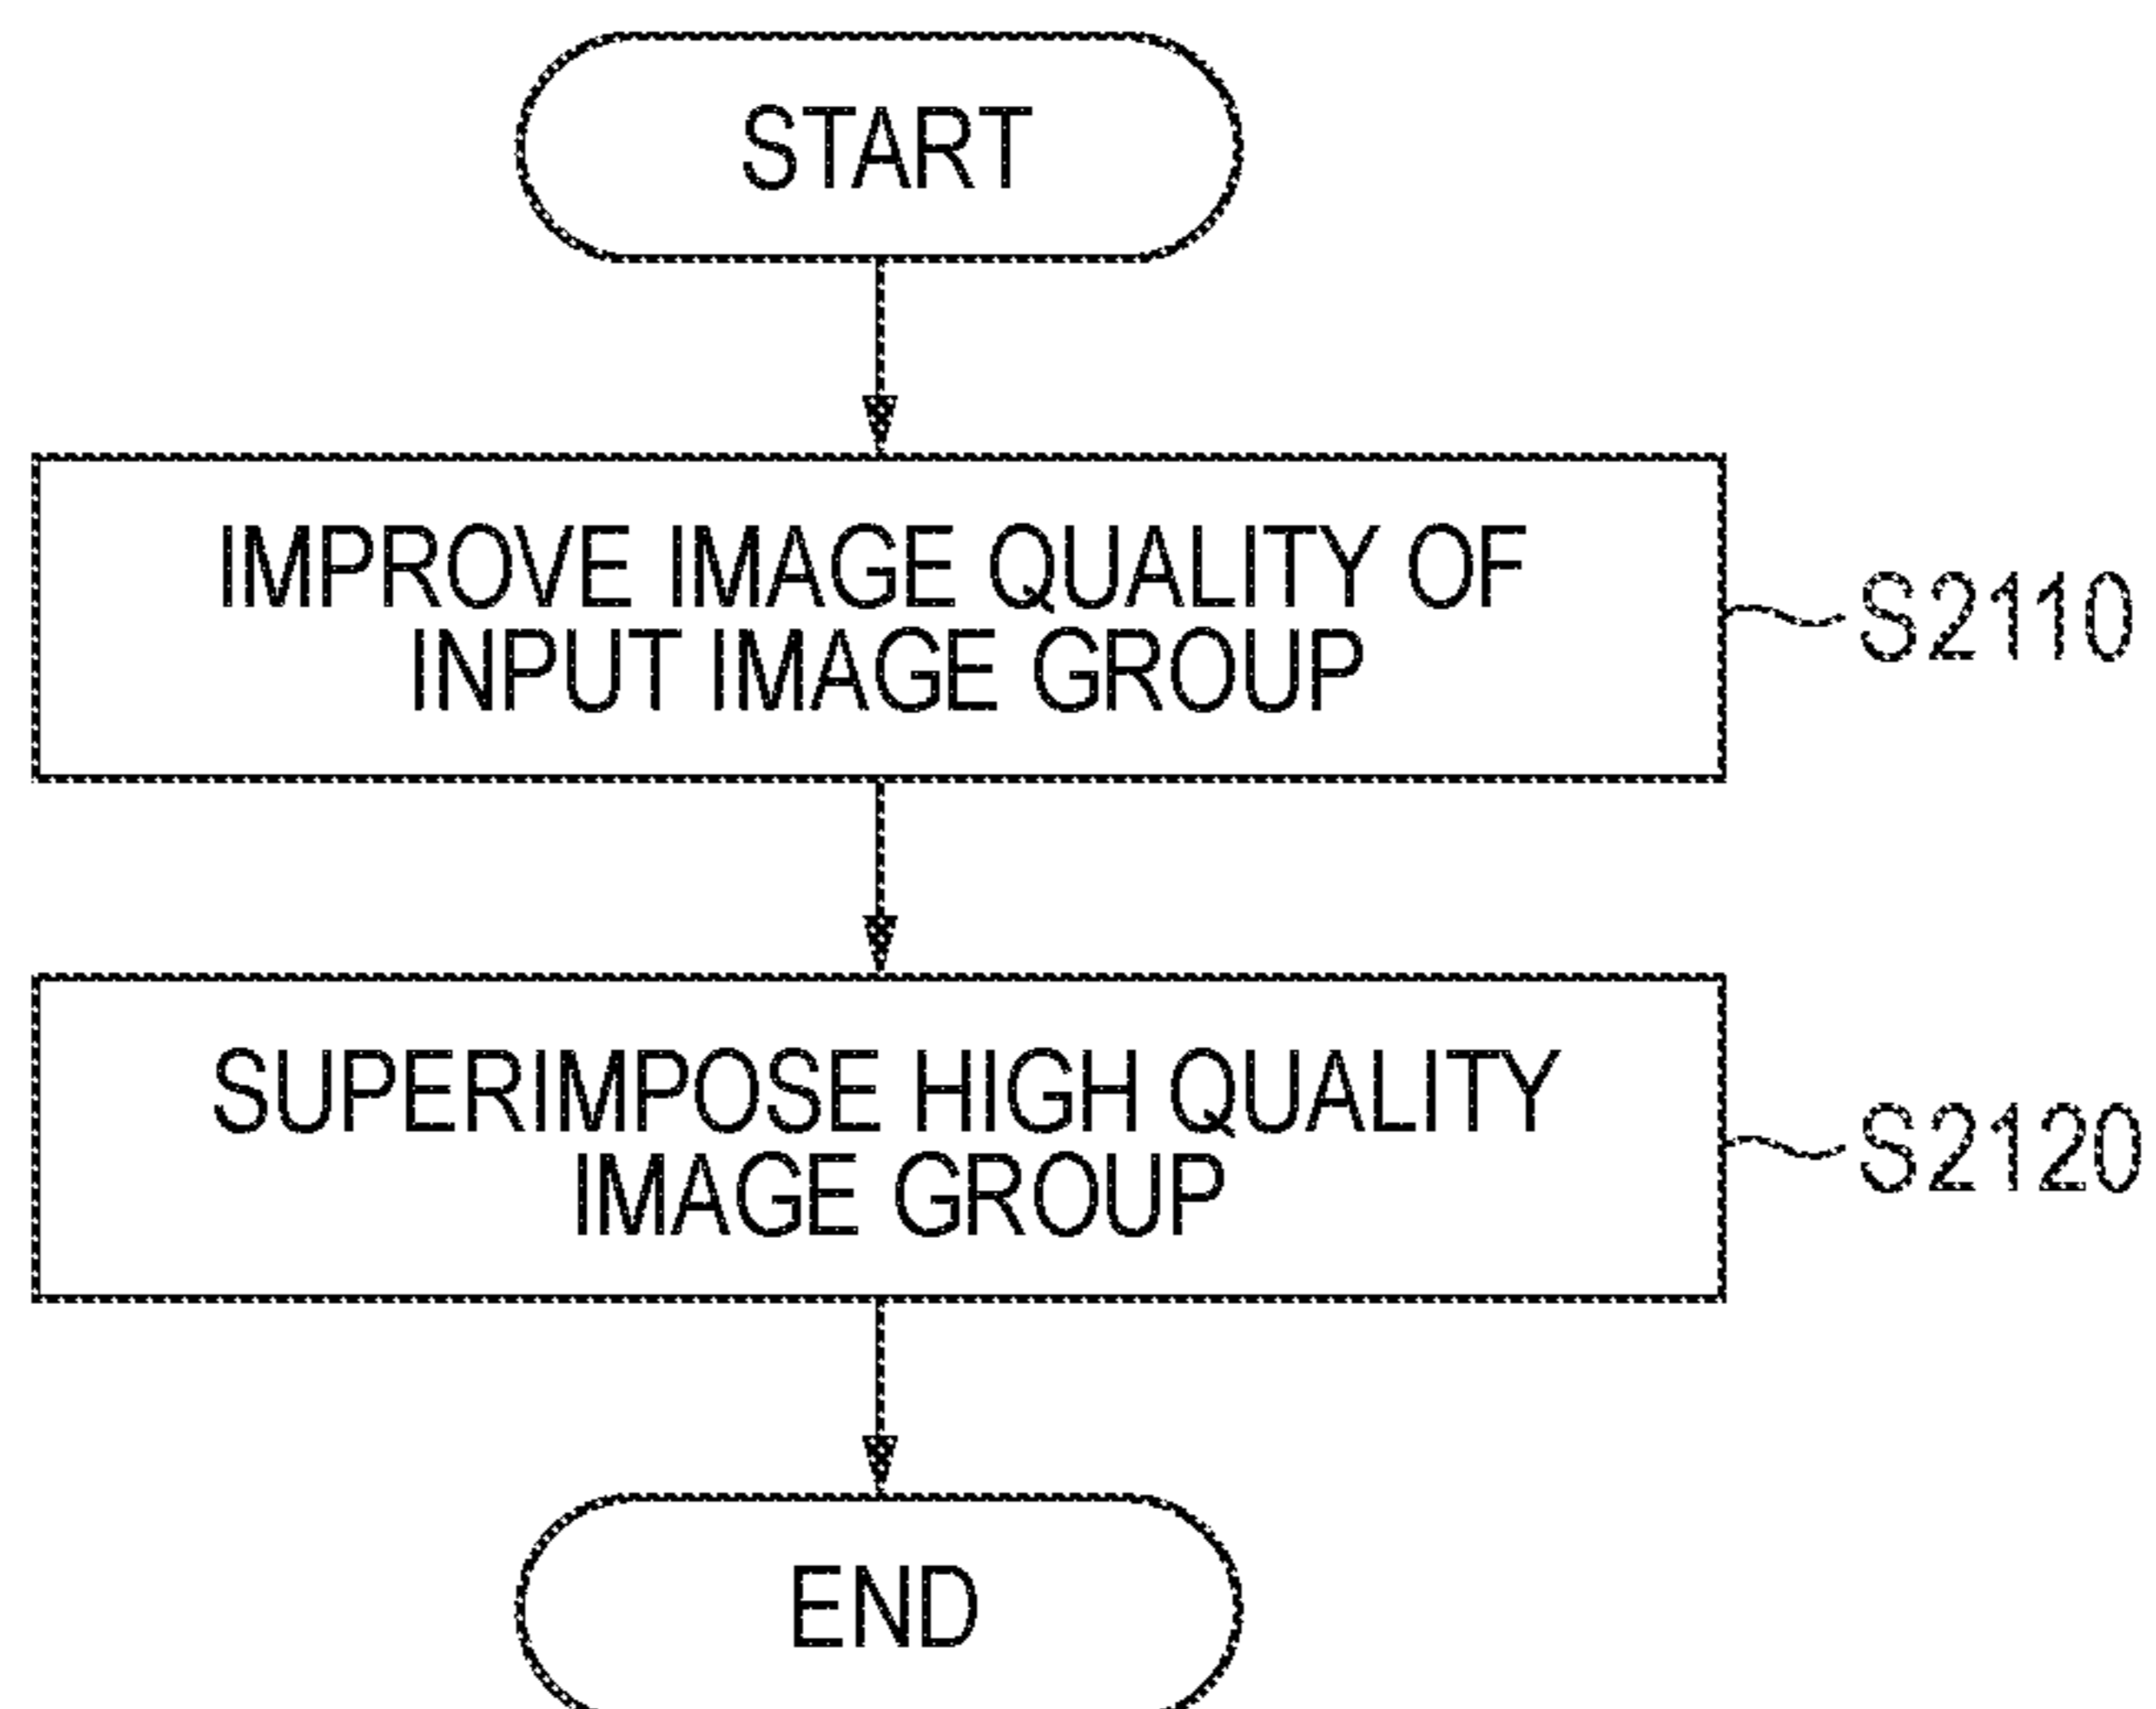 START
IMPROVE IMAGE QUALITY OF
INPUT IMAGE GROUP
S2110
SUPERIMPOSE HIGH QUALITY
IMAGE GROUP
S2120
END